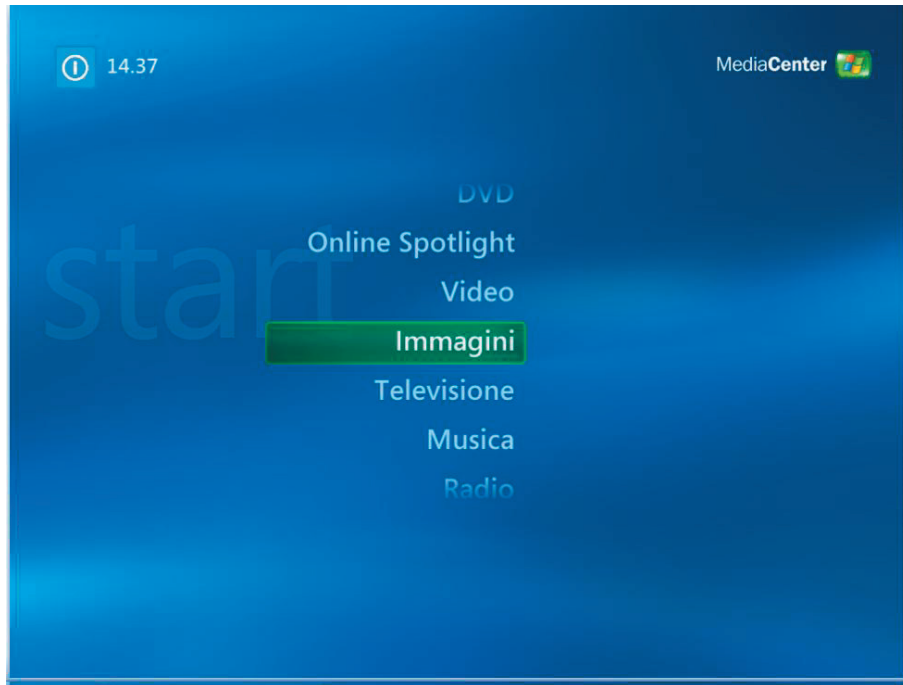 14.37
MediaCenter
start
DVD
Online Spotlight
Video
Immagini
Televisione
Musica
Radio